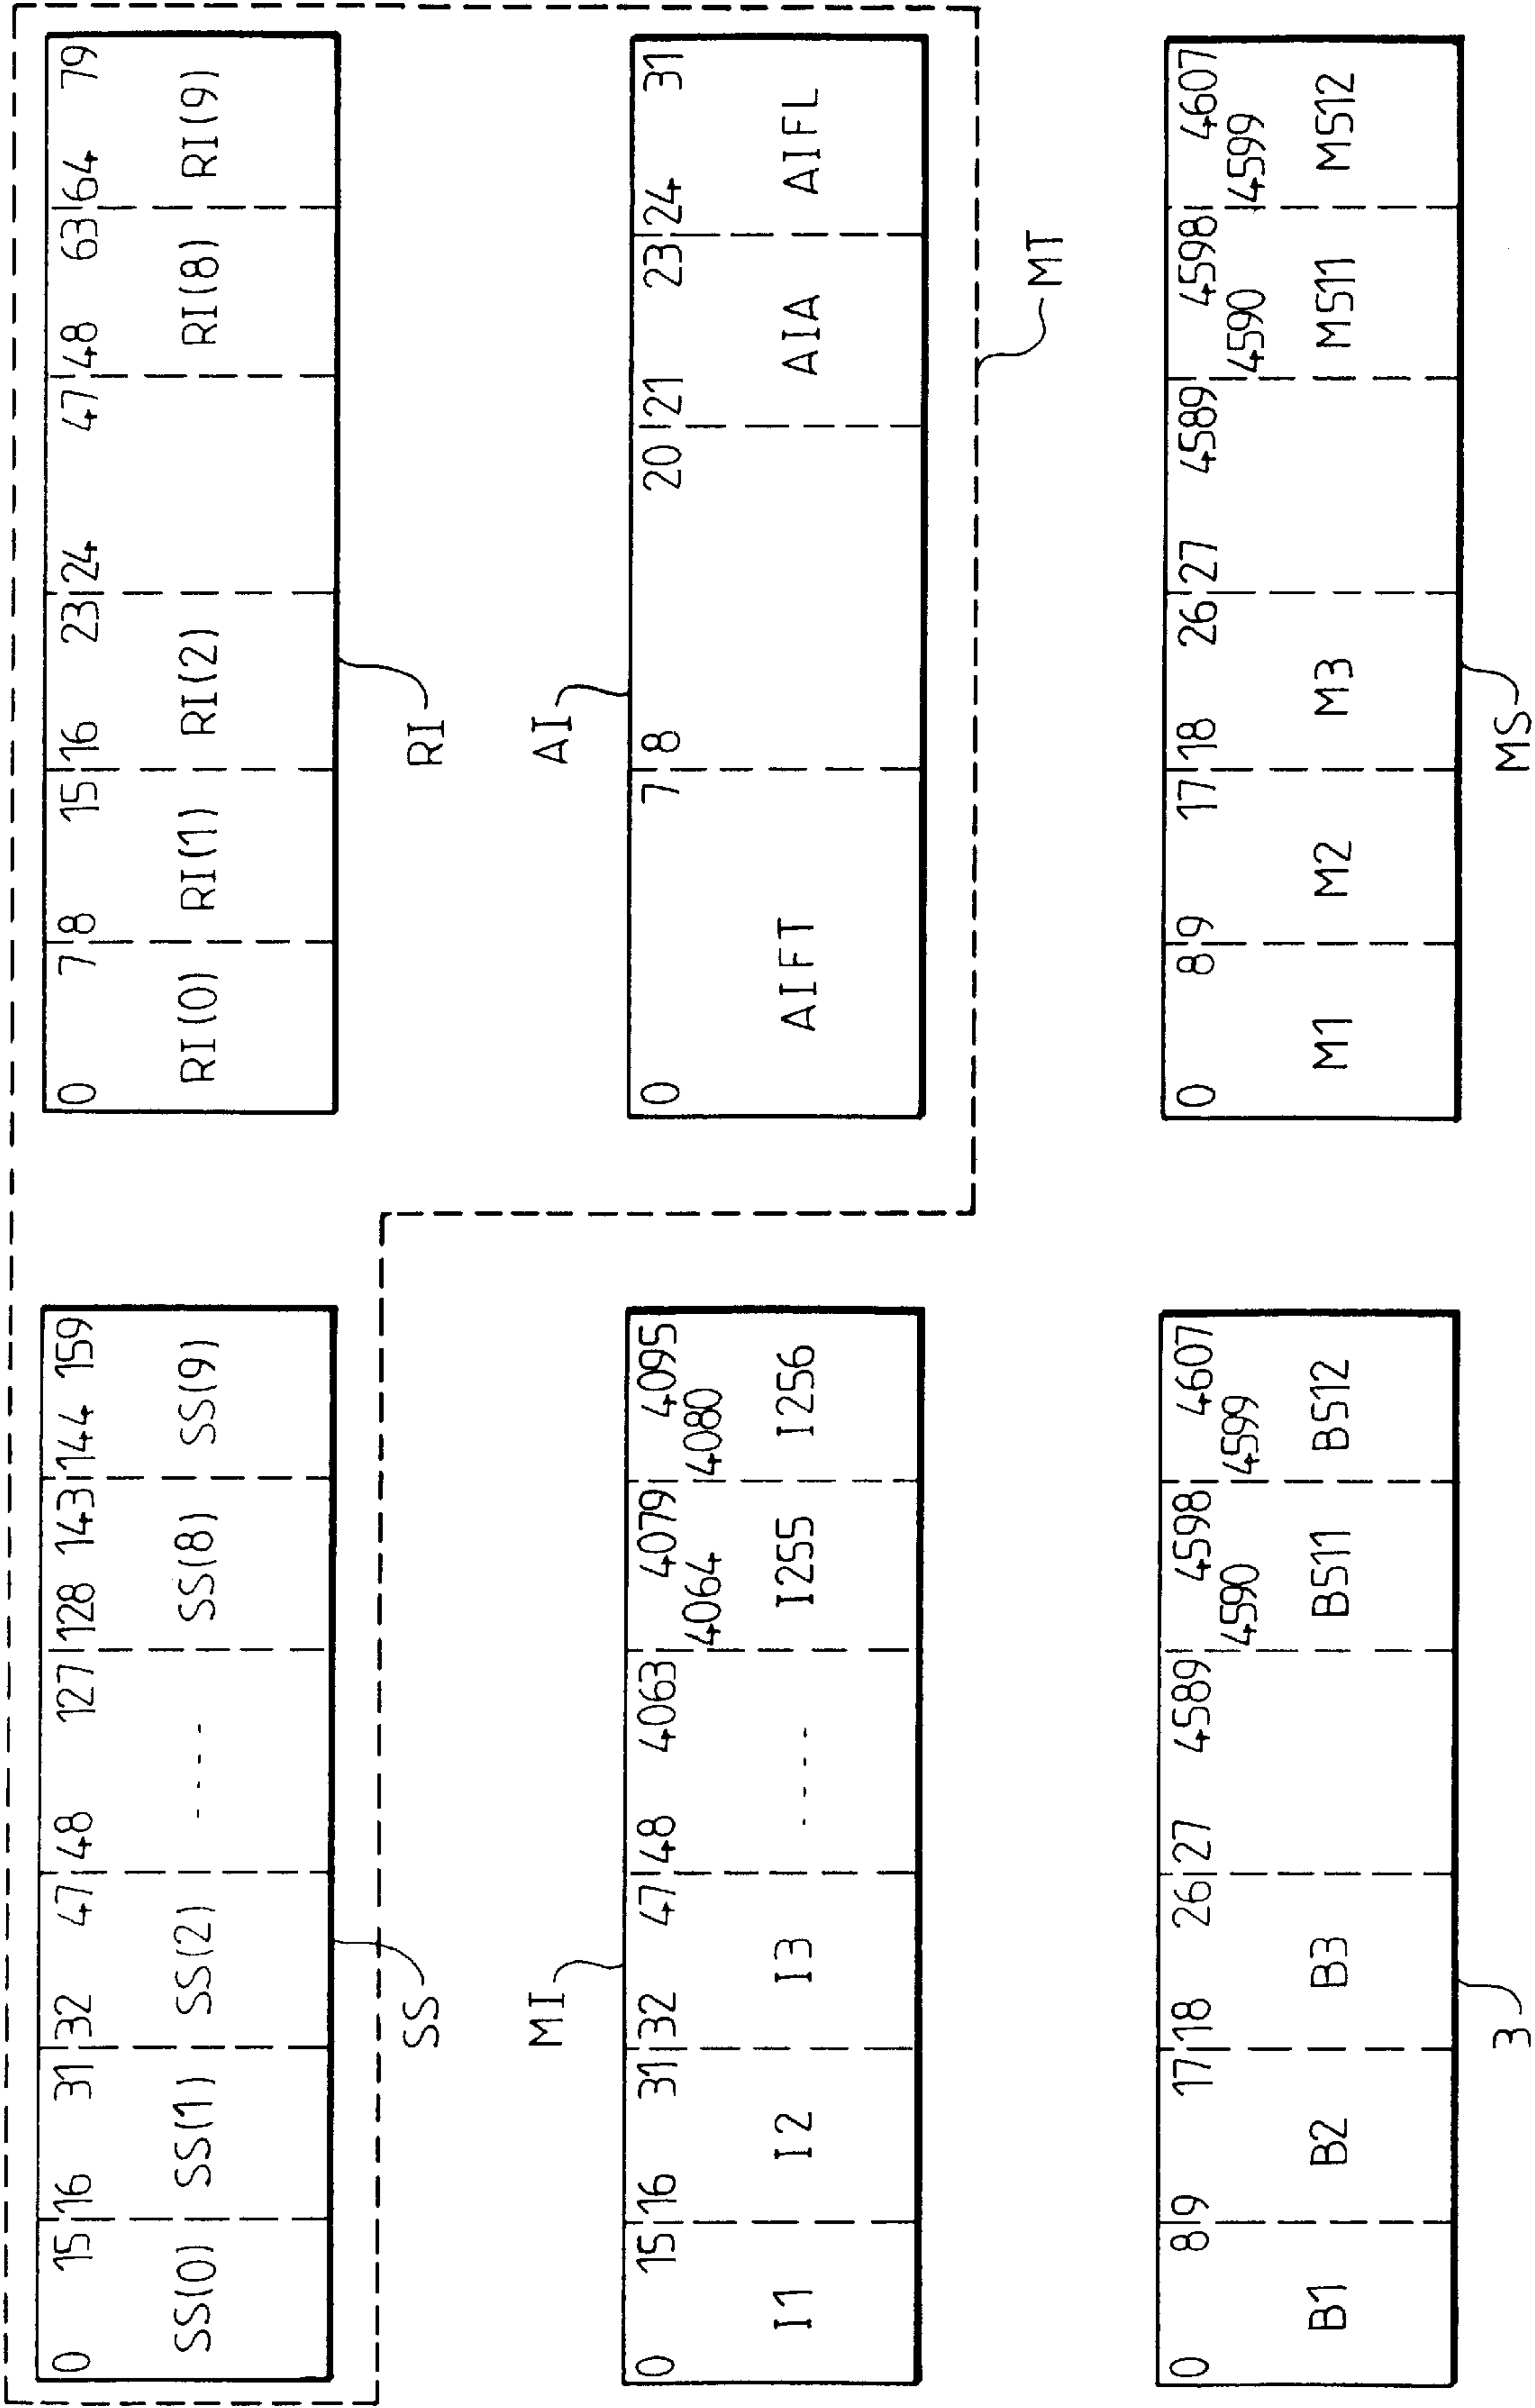 0 15 16 31 32 47 48 127 128 143 144 159
SS(0) SS(1) SS(2) ----- SS(8) SS(9)
SS
0 7 8 15 16 23 24 47 48 63 64 79
RI(0) RI(1) RI(2) RI(8) RI(9)
RI
MI
0 15 16 31 32 47 48 4063 4079 4095
4064 4080
I1 I2 I3 ---- I255 I256
AI
0 7 8 20 21 23 24 31
AIFT AIA AIFL
MT
0 8 9 17 18 26 27 4589 4598 4607
4590 4599
B1 B2 B3 B511 B512
3
0 8 9 17 18 26 27 4589 4598 4607
4590 4599
M1 M2 M3 M511 M512
MS